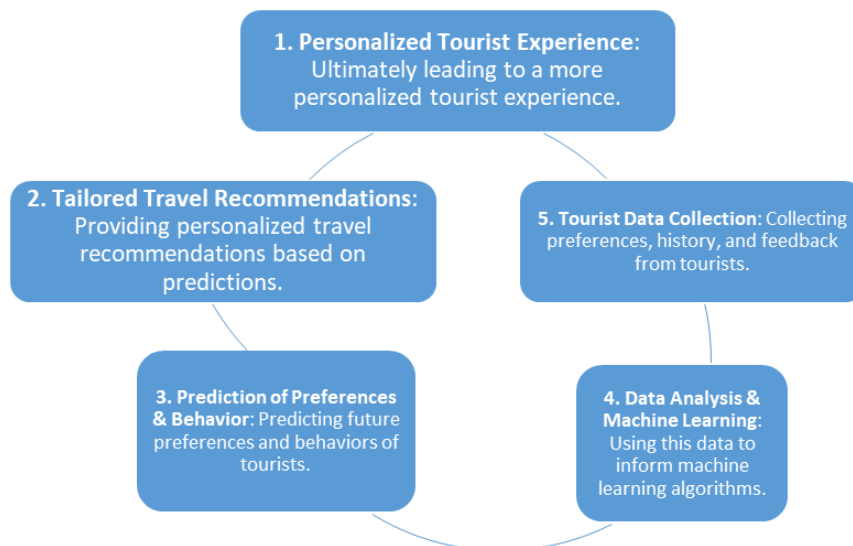 1. Personalized Tourist Experience:
Ultimately leading to a more
personalized tourist experience.
2. Tailored Travel Recommendations:
Providing personalized travel
recommendations based on
predictions.
3. Prediction of Preferences
& Behavior: Predicting future
preferences and behaviors of
tourists.
4. Data Analysis &
Machine Learning:
Using this data to
inform machine
learning algorithms.
5. Tourist Data Collection: Collecting
preferences, history, and feedback
from tourists.